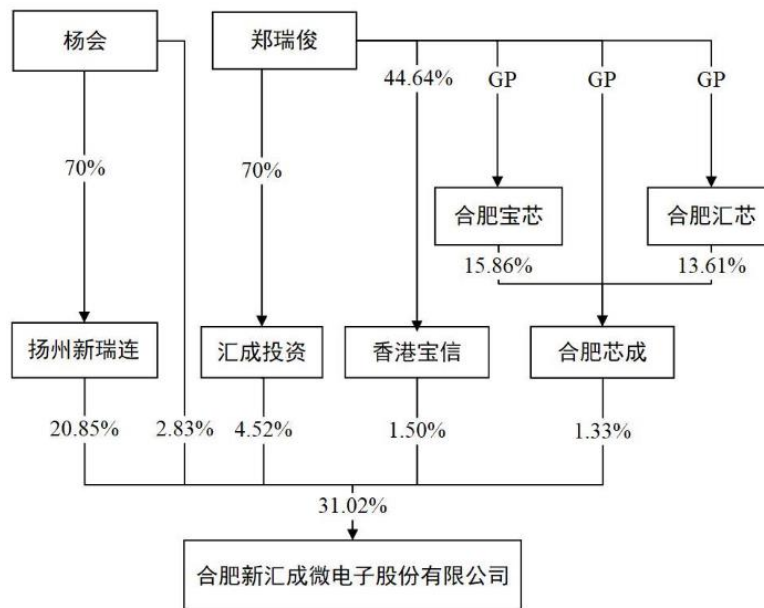 杨会
郑瑞俊
44.64%
GP
GP
GP
70%
70%
合肥宝芯
合肥汇芯
15.86%
13.61%
扬州新瑞连
汇成投资
香港宝信
合肥芯成
20.85%
2.83%
4.52%
1.50%
1.33%
31.02%
合肥新汇成微电子股份有限公司